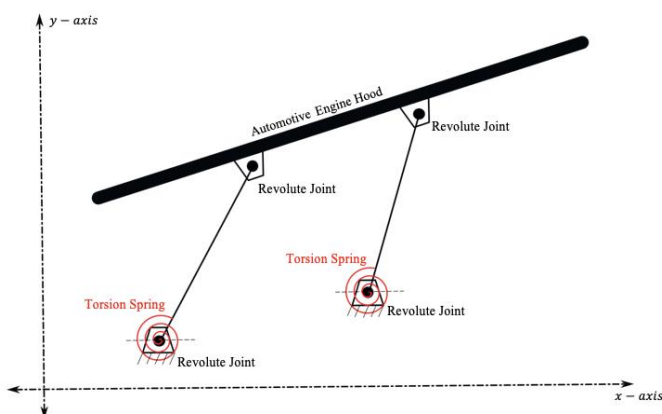 y − axis
Automotive Engine Hood
Revolute Joint
Revolute Joint
Torsion Spring
Torsion Spring
Revolute Joint
Revolute Joint
x − axis